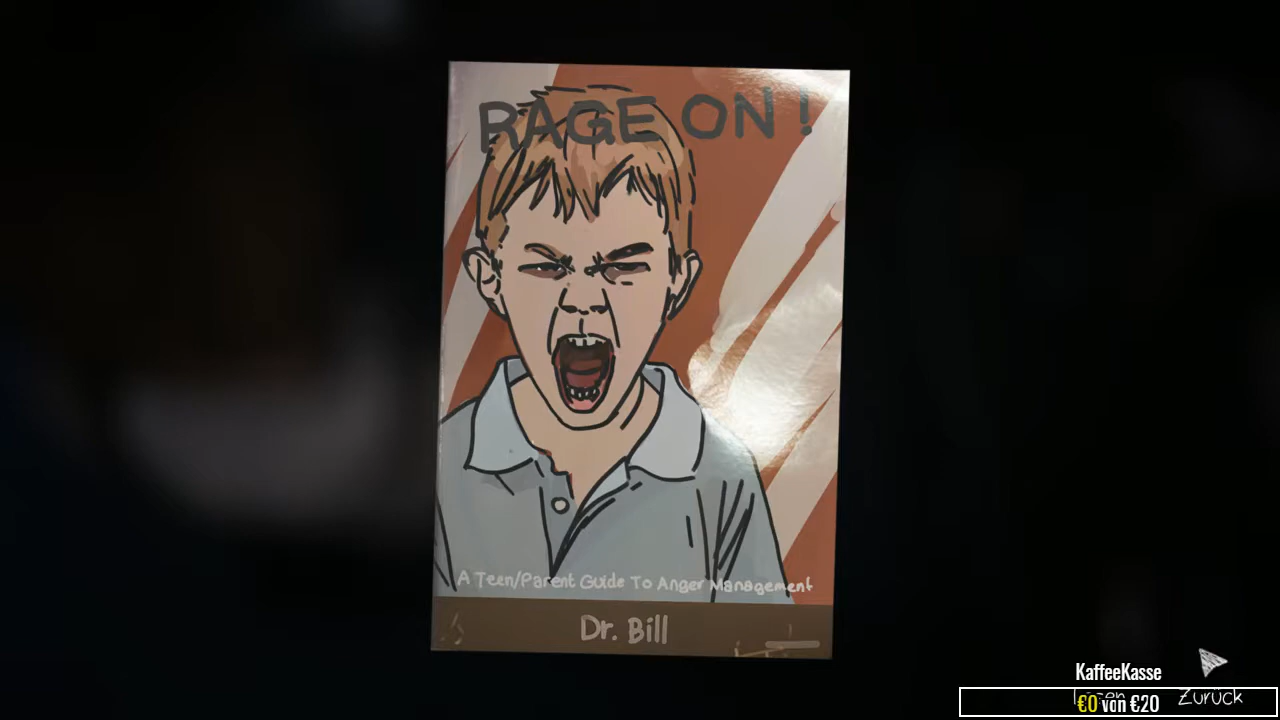 RAGE ON!
A Teen/Parent Guide To Anger Management
Dr. Bill
KaffeeKasse
€0 von €20
Zurück